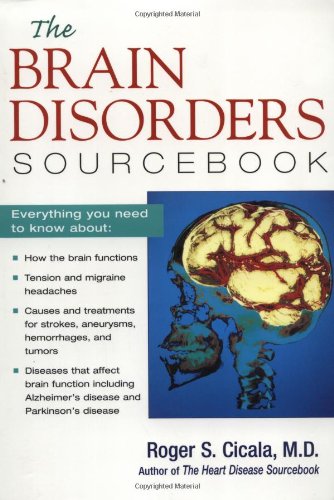 The
BRAIN
DISORDERS
SOURCEBOOK
Everything you need
to know about:
▪ How the brain functions
▪ Tension and migraine
headaches
▪ Causes and treatments
for strokes, aneurysms,
hemorrhages, and
tumors
▪ Diseases that affect
brain function including
Alzheimer's disease and
Parkinson's disease
Roger S. Cicala, M.D.
Author of The Heart Disease Sourcebook